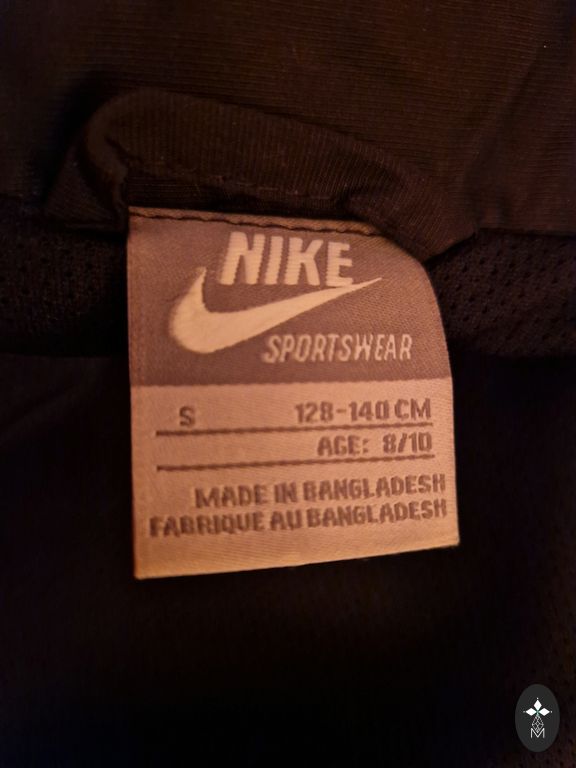 NIKE
SPORTSWEAR
S 128-140 CM
AGE: 8/10
MADE IN BANGLADESH
FABRIQUE AU BANGLADESH
M